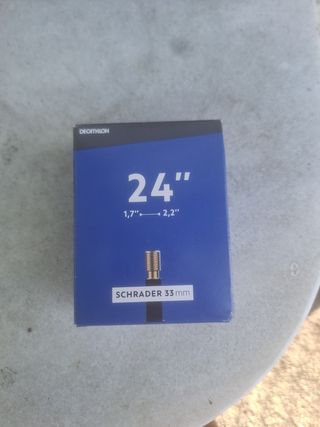 DECATHLON
24"
1,7" 2,2"
SCHRADER 33mm